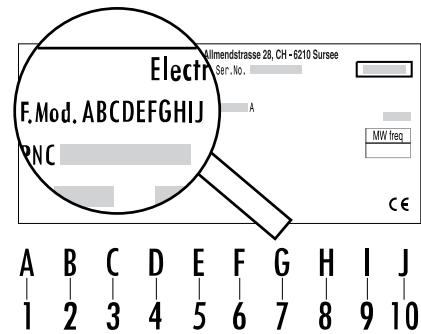 Allmendstrasse 28, CH - 6210 Sursee
Electr Ser.No.
F.Mod. ABCDEFGHIJ A
MW freq
PNC
CE
A B C D E F G H I J
1 2 3 4 5 6 7 8 9 10